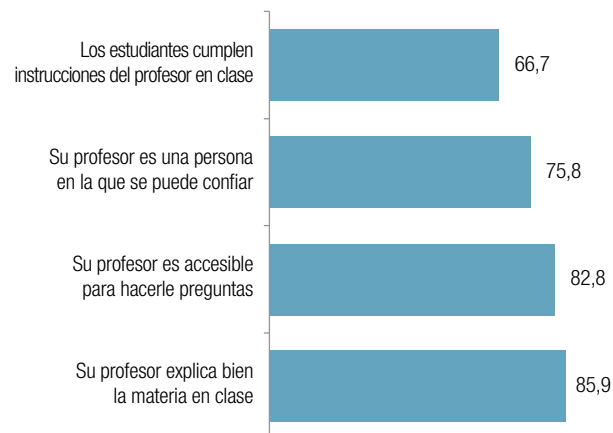 Los estudiantes cumplen
instrucciones del profesor en clase
66,7
Su profesor es una persona
en la que se puede confiar
75,8
Su profesor es accesible
para hacerle preguntas
82,8
Su profesor explica bien
la materia en clase
85,9